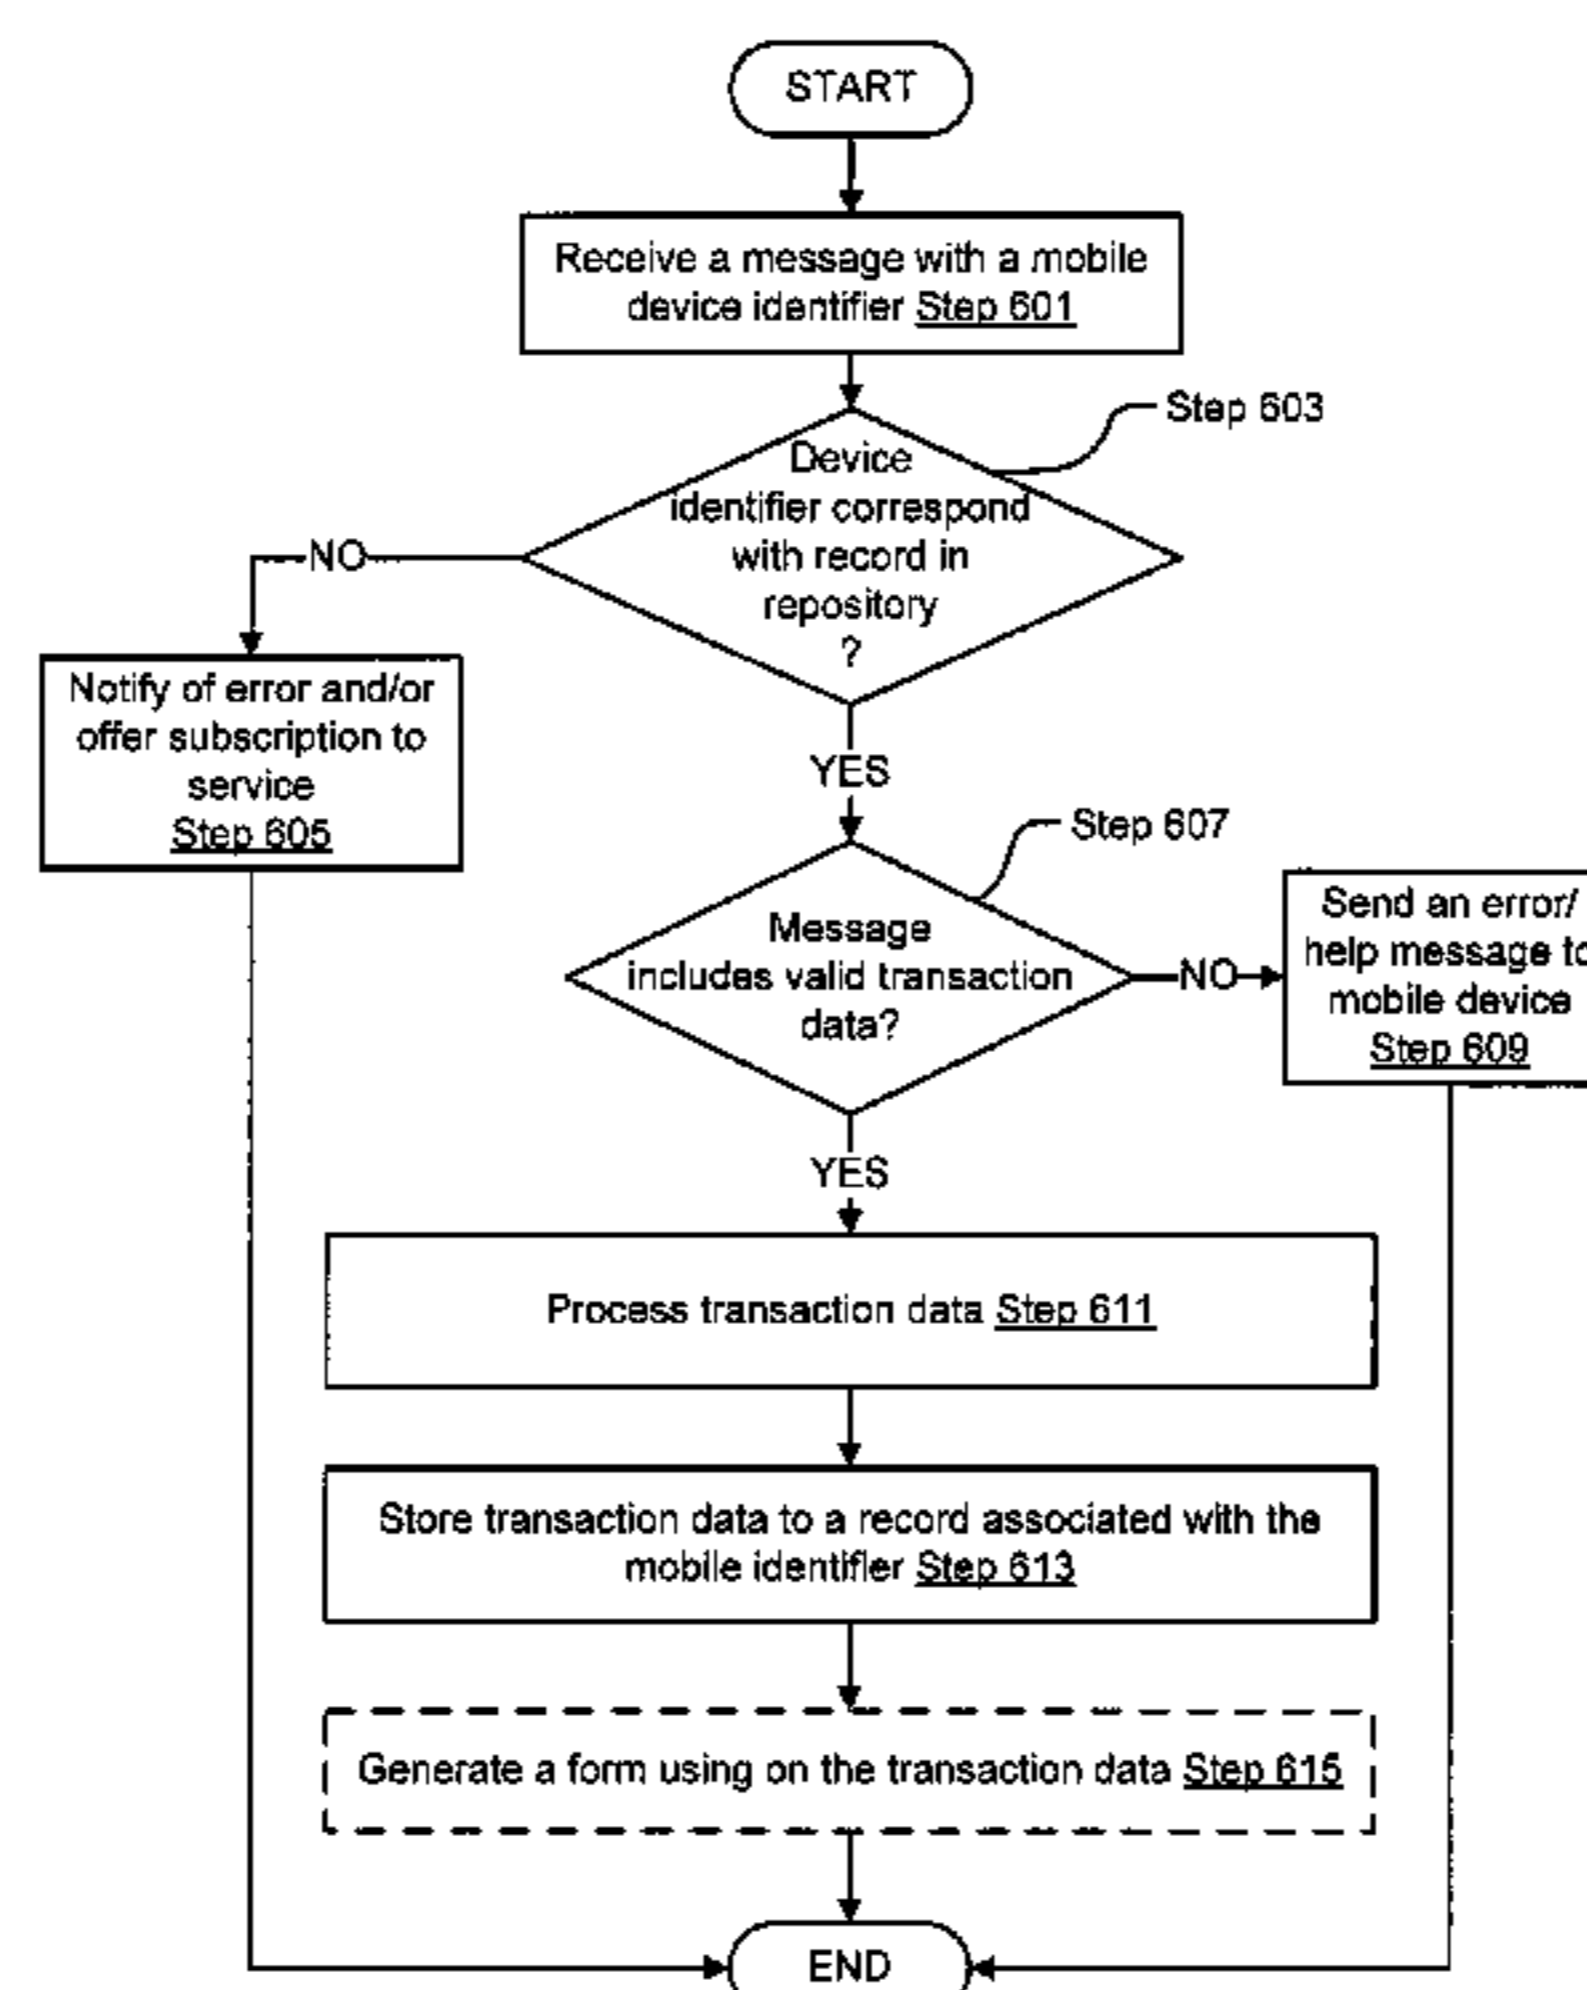 START
Receive a message with a mobile
device identifier Step 601
Step 603
Device
identifier correspond
with record in
repository
?
NO
Notify of error and/or
offer subscription to
service
Step 605
YES
Step 607
Message
includes valid transaction
data?
NO
Send an error/
help message to
mobile device
Step 609
YES
Process transaction data Step 611
Store transaction data to a record associated with the
mobile identifier Step 613
Generate a form using on the transaction data Step 615
END